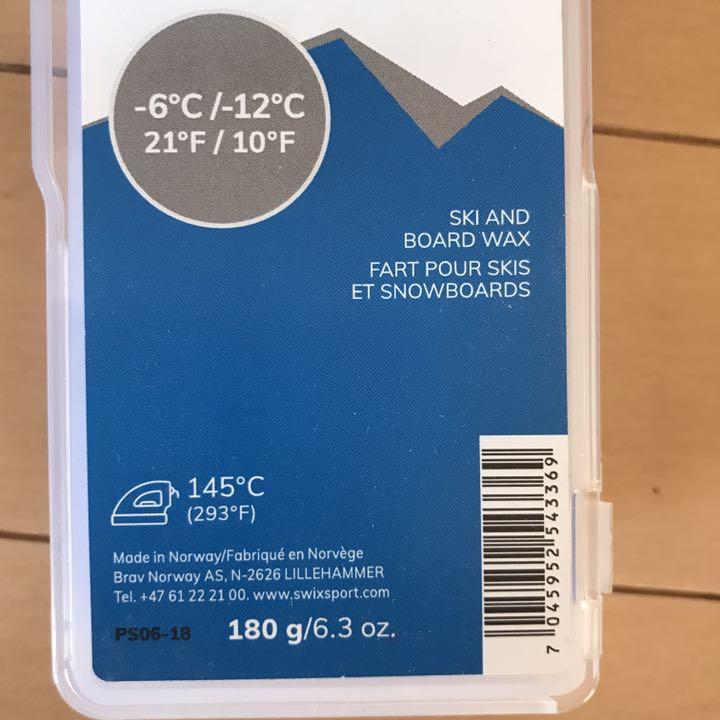 -6°C /-12°C
21°F / 10°F
SKI AND
BOARD WAX
FART POUR SKIS
ET SNOWBOARDS
145°C
(293°F)
Made in Norway/Fabriqué en Norvège
Brav Norway AS, N-2626 LILLEHAMMER
Tel. +47 61 22 21 00. www.swixsport.com
PS06-18
180 g/6.3 oz.
7 045952 543369